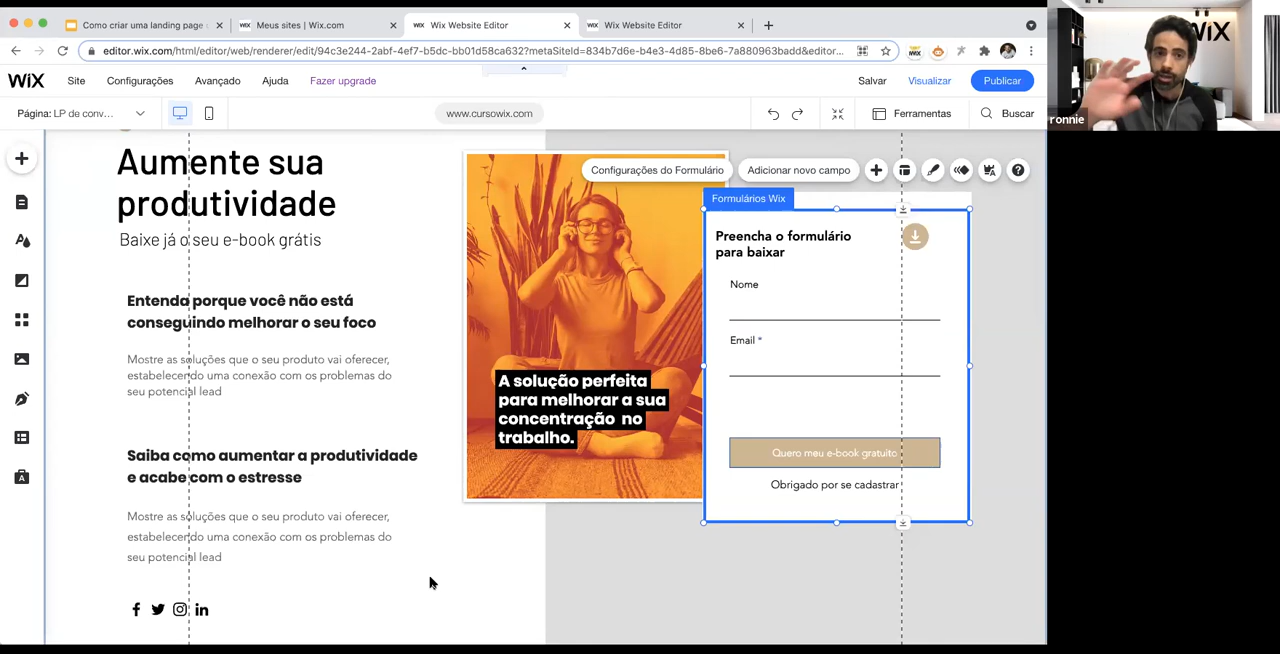 Como criar uma landing page
Meus sites | Wix.com
Wix Website Editor
Wix Website Editor
editor.wix.com/html/editor/web/renderer/edit/94c3e244-2abf-4ef7-b5dc-bb01d58ca632?metaSiteId=834b7d6e-b4e3-4d85-8be6-7a880963badd&editor...
WiX
Site
Configurações
Avançado
Ajuda
Fazer upgrade
Salvar
Visualizar
Publicar
Página: LP de conv...
www.cursowix.com
Ferramentas
Buscar
WiX
ronnie
Aumente sua
produtividade
Baixe já o seu e-book grátis
Entenda porque você não está
conseguindo melhorar o seu foco
Mostre as soluções que o seu produto vai oferecer,
estabelecendo uma conexão com os problemas do
seu potencial lead
Saiba como aumentar a produtividade
e acabe com o estresse
Mostre as soluções que o seu produto vai oferecer,
estabelecendo uma conexão com os problemas do
seu potencial lead
A solução perfeita
para melhorar a sua
concentração no
trabalho.
Configurações do Formulário
Adicionar novo campo
Formulários Wix
Preencha o formulário
para baixar
Nome
Email *
Quero meu e-book gratuito
Obrigado por se cadastrar